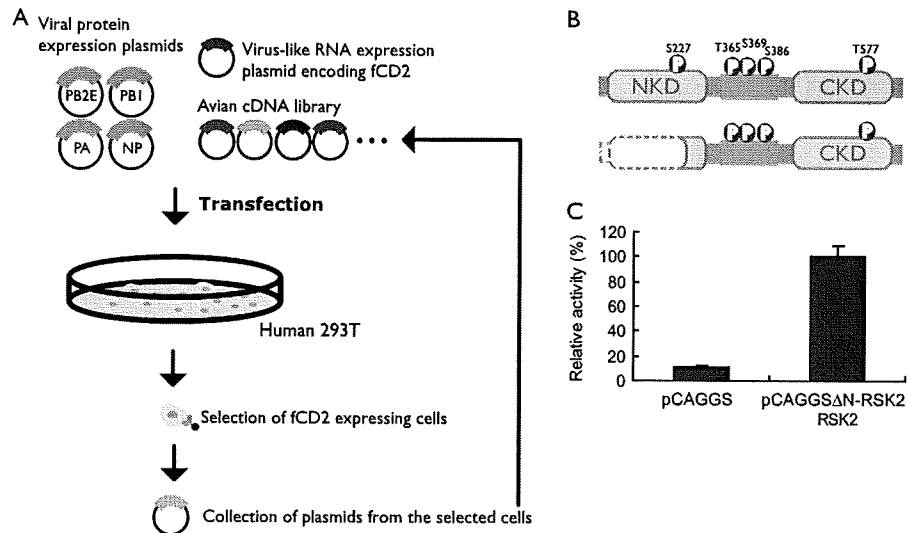 A
Viral protein
expression plasmids
PB2E
PB1
PA
NP
Virus-like RNA expression
plasmid encoding fCD2
Avian cDNA library
...
Transfection
Human 293T
Selection of fCD2 expressing cells
Collection of plasmids from the selected cells
B
S227
T365
S369
S386
T577
NKD
CKD
CKD
C
Relative activity (%)
120
100
80
60
40
20
0
pCAGGS
pCAGGSΔN-RSK2
RSK2